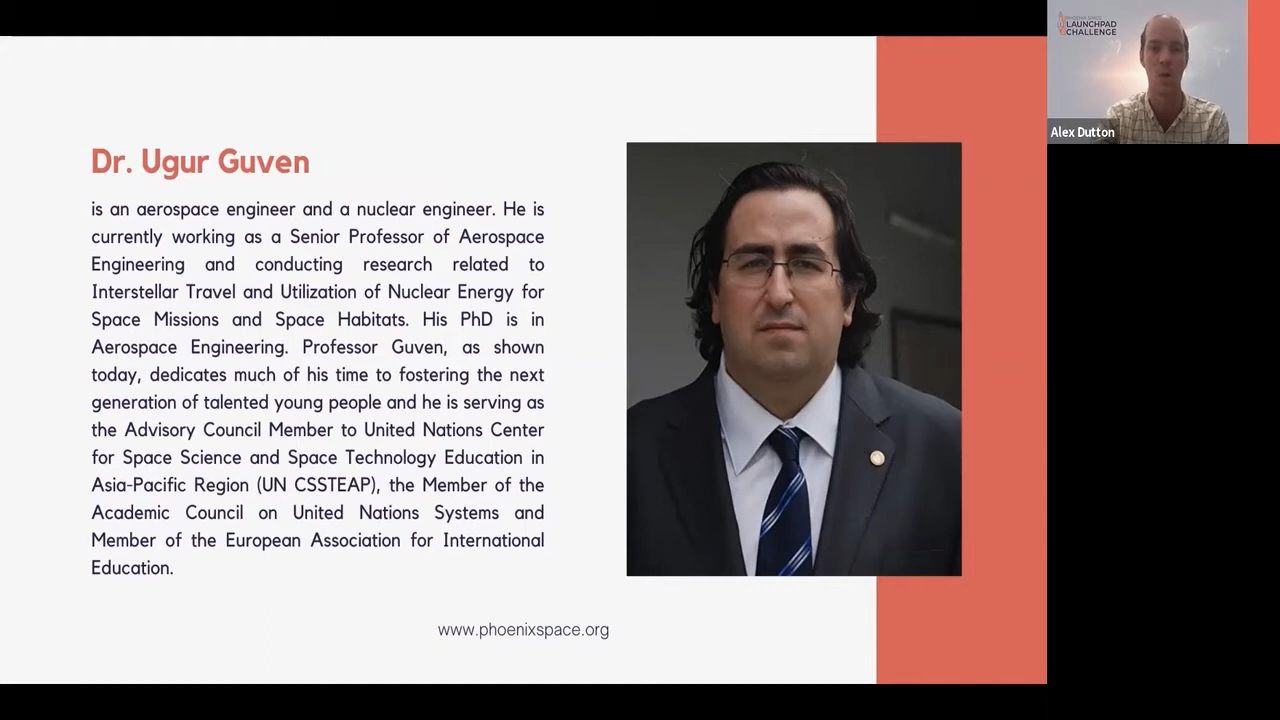 Dr. Ugur Guven
is an aerospace engineer and a nuclear engineer. He is
currently working as a Senior Professor of Aerospace
Engineering and conducting research related to
Interstellar Travel and Utilization of Nuclear Energy for
Space Missions and Space Habitats. His PhD is in
Aerospace Engineering. Professor Guven, as shown
today, dedicates much of his time to fostering the next
generation of talented young people and he is serving as
the Advisory Council Member to United Nations Center
for Space Science and Space Technology Education in
Asia-Pacific Region (UN CSSTEAP), the Member of the
Academic Council on United Nations Systems and
Member of the European Association for International
Education.
www.phoenixspace.org
PHOENIX SPACE
LAUNCHPAD
CHALLENGE
Alex Dutton